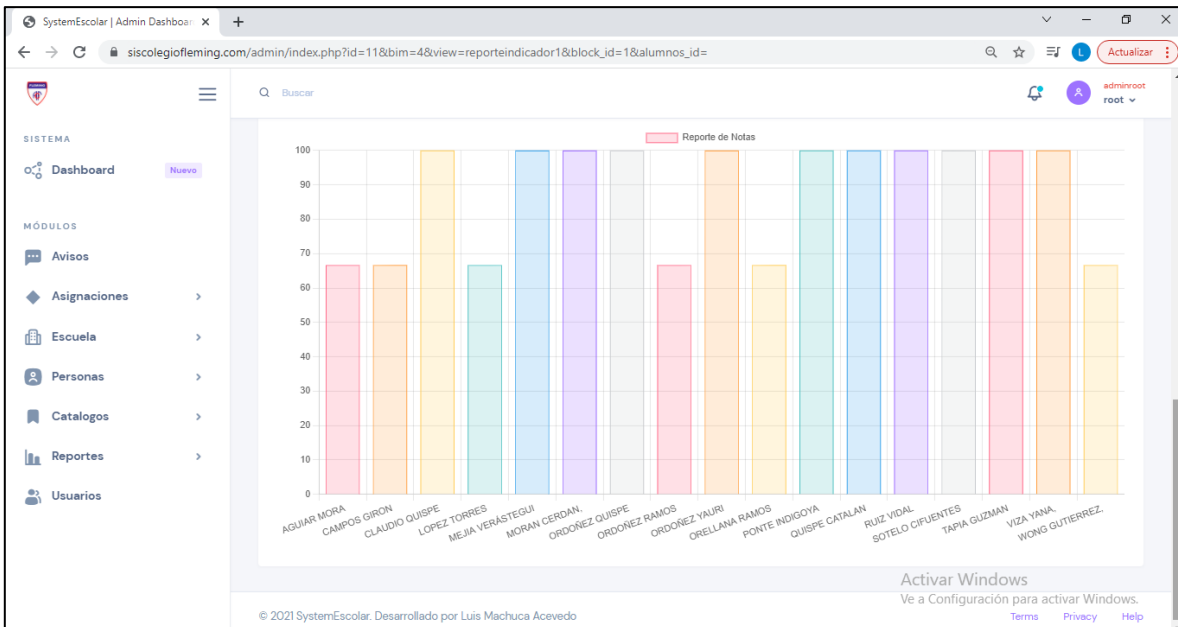 SystemEscolar | Admin Dashboar
siscolegiofleming.com/admin/index.php?id=11&bim=4&view=reporteindicador1&block_id=1&alumnos_id=
L
Actualizar
Buscar
A
adminroot
root
SISTEMA
Dashboard
Nuevo
MÓDULOS
Avisos
Asignaciones
Escuela
Personas
Catalogos
Reportes
Usuarios
Reporte de Notas
100
90
80
70
60
50
40
30
20
10
0
AGUIAR MORA
CAMPOS GIRON
CLAUDIO QUISPE
LOPEZ TORRES
MEJIA VERÁSTEGUI
MORAN CERDAN.
ORDOÑEZ QUISPE
ORDOÑEZ RAMOS
ORDOÑEZ YAURI
ORELLANA RAMOS
PONTE INDIGOYA
QUISPE CATALAN
RUIZ VIDAL
SOTELO CIFUENTES
TAPIA GUZMAN
VIZA YANA.
WONG GUTIERREZ.
Activar Windows
Ve a Configuración para activar Windows.
© 2021 SystemEscolar. Desarrollado por Luis Machuca Acevedo
Terms
Privacy
Help